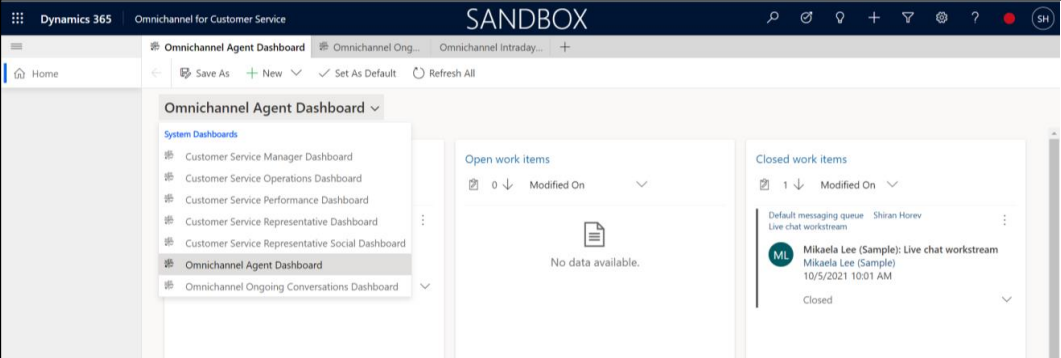 Dynamics 365 Omnichannel for Customer Service SANDBOX ? SH
Omnichannel Agent Dashboard Omnichannel Ong... Omnichannel Intraday... +
Home
Save As + New Set As Default Refresh All
Omnichannel Agent Dashboard
System Dashboards
Customer Service Manager Dashboard
Customer Service Operations Dashboard
Customer Service Performance Dashboard
Customer Service Representative Dashboard
Customer Service Representative Social Dashboard
Omnichannel Agent Dashboard
Omnichannel Ongoing Conversations Dashboard
Open work items
0 Modified On
No data available.
Closed work items
1 Modified On
Default messaging queue Shiran Horev
Live chat workstream
ML
Mikaela Lee (Sample): Live chat workstream
Mikaela Lee (Sample)
10/5/2021 10:01 AM
Closed